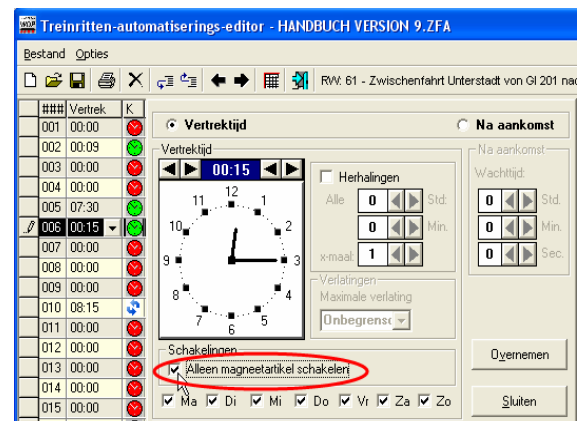 Treinritten-automatiserings-editor - HANDBUCH VERSION 9.ZFA
Bestand Opties
RW: 61 - Zwischenfahrt Unterstadt von Gl 201 nac
### Vertrek K
001 00:00
002 00:09
003 00:00
004 00:00
005 07:30
006 00:15
007 00:00
008 00:00
009 00:00
010 08:15
011 00:00
012 00:00
013 00:00
014 00:00
015 00:00
Vertrektijd
Na aankomst
Vertrektijd
00:15
12
11 1
10 2
9 3
8 4
7 5
6
Herhalingen
Alle 0 Std.
0 Min.
x-maal: 1
Verlatingen
Maximale verlating
Onbegrensc
Na aankomst
Wachttijd:
0 Std.
0 Min.
0 Sec.
Schakelingen
Alleen magneetartikel schakelen
Ma Di Mi Do Vr Za Zo
Overnemen
Sluiten